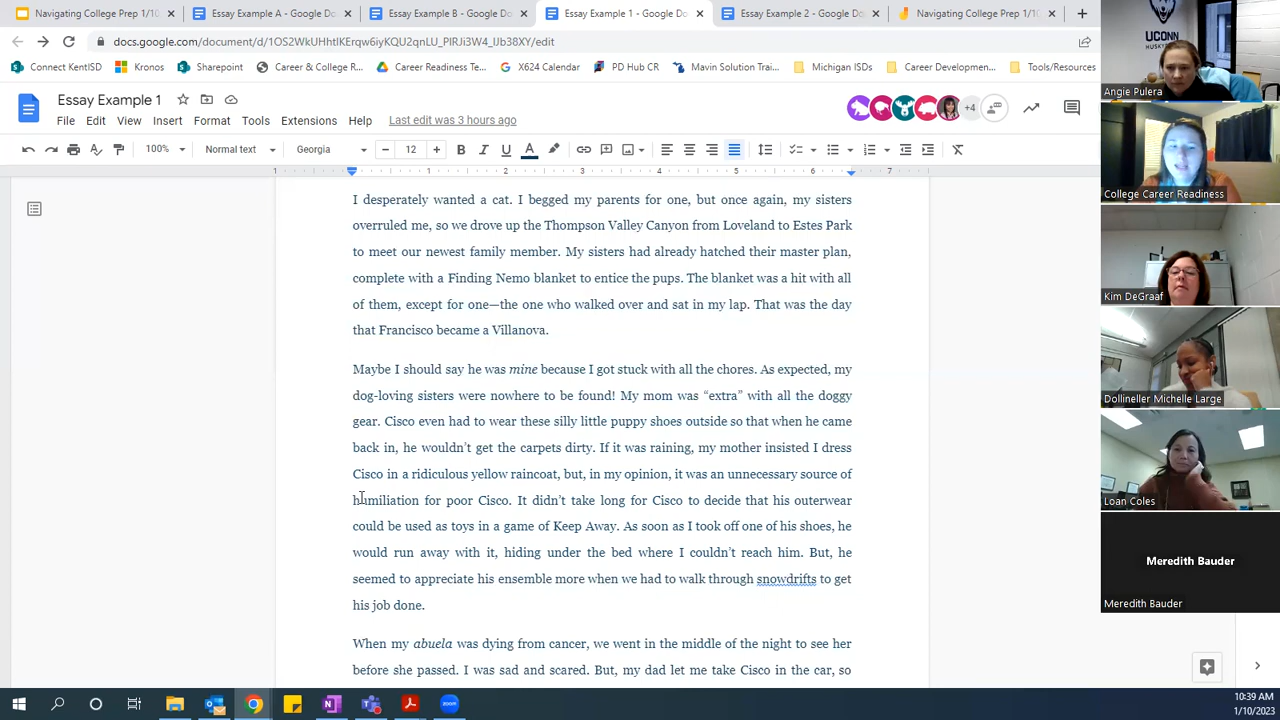 Navigating College Prep 1/10
Essay Example A - Google Do
Essay Example
- Google Do
Essay Example 1 - Google Do
Essay Example
- Google Do
Navigating College Prep 1/10
docs.google.com/document/d/
/edit
Connect KentISD
Kronos
Sharepoint
Career & College R...
Career Readiness
2024 Calendar
PD Hub CR
Mavin Source Trai...
Michigan ISDs
Career Developmen...
Tools/Resources
Essay Example 1
File Edit View Insert Tools Extensions Help Last edit was 3 hours ago
+4
100% Normal text Georgia 12
1 1 2 3 4 5 6 7
I desperately wanted a cat. I begged my parents for one, but once again, my sisters
overruled me, so we drove up the Thompson Valley Canyon from Loveland to Estes Park
to meet our newest family member. My sisters had already hatched their master plan,
complete with a Finding Nemo blanket to entice the pups. The blanket was a hit with all
of them, except for one—the one who walked over and sat in my lap. That was the day
that Francisco became a Villanova.
Maybe I should say he was mine because I got stuck with all the chores. As expected, my
dog-loving sisters were nowhere to be found! My mom was “extra” with all the doggy
gear. Cisco even had to wear these silly little puppy shoes outside so that when he came
back in, he wouldn’t get the carpets dirty. If it was raining, my mother insisted I dress
Cisco in a ridiculous yellow raincoat, but, in my opinion, it was an unnecessary source of
humiliation for poor Cisco. It didn’t take long for Cisco to decide that his outerwear
could be used as toys in a game of Keep Away. As soon as I took off one of his shoes, he
would run away with it, hiding under the bed where I couldn’t reach him. But, he
seemed to appreciate his ensemble more when we had to walk through snowdrifts to get
his job done.
When my abuela was dying from cancer, we went in the middle of the night to see her
before she passed. I was sad and scared. But, my dad let me take Cisco in the car, so
UCONN
Angie Pulera
College Career Readiness
Kim DeGraaf
Dollineller Michelle Large
Loan Coles
Meredith Bauder
Meredith Bauder
zoom
10:39 AM
1/10/2023